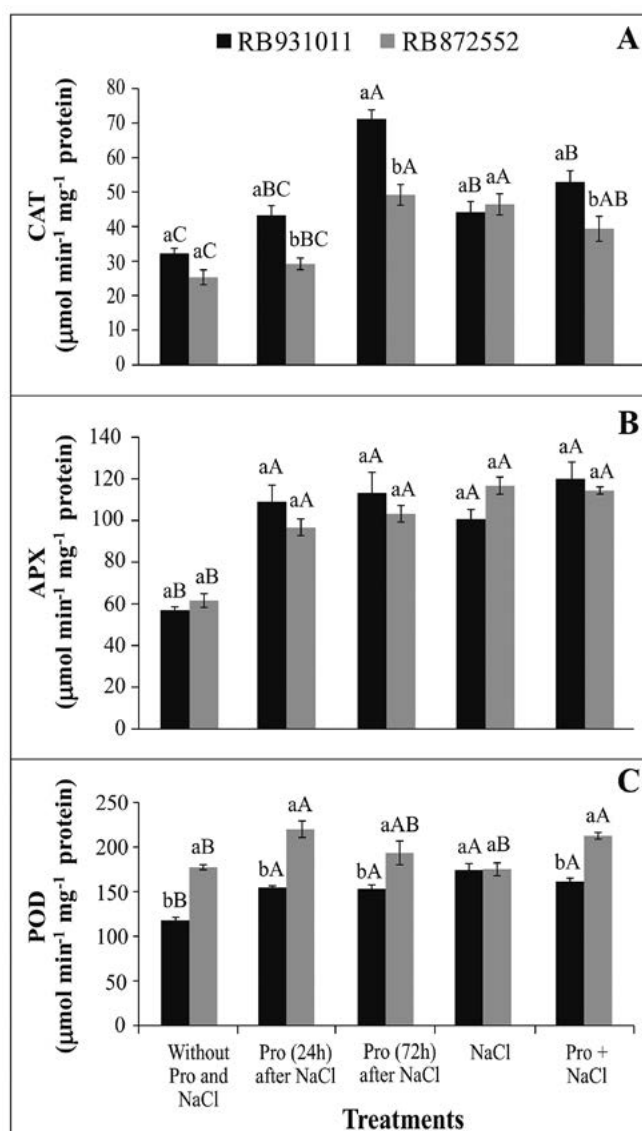 RB931011 RB872552
A
CAT
(µmol min⁻¹ mg⁻¹ protein)
80
70
60
50
40
30
20
10
0
aC aC
aBC bBC
aA bA
aB aA
aB bAB
B
APX
(µmol min⁻¹ mg⁻¹ protein)
140
120
100
80
60
40
20
0
aB aB
aA aA
aA aA
aA aA
aA aA
C
POD
(µmol min⁻¹ mg⁻¹ protein)
250
200
150
100
50
0
bB aB
bA aA
bA aAB
aA aB
bA aA
Without
Pro and
NaCl
Pro (24h)
after NaCl
Pro (72h)
after NaCl
NaCl
Pro +
NaCl
Treatments